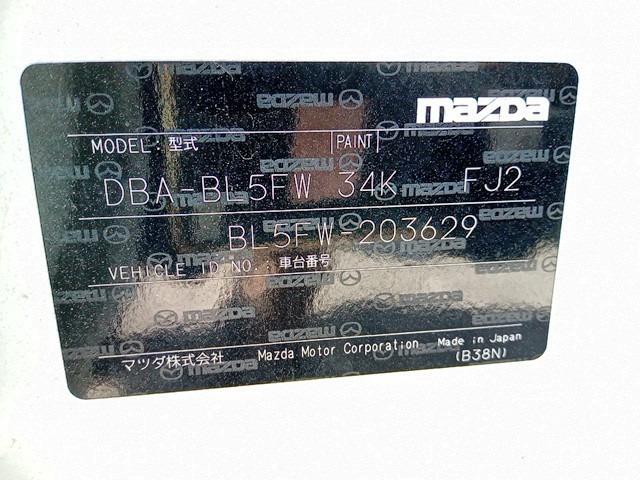 mazda
MODEL : 型式 PAINT
DBA-BL5FW 34K FJ2
BL5FW-203629
VEHICLE ID.NO.: 車台番号
マツダ株式会社 Mazda Motor Corporation Made in Japan
(B38N)